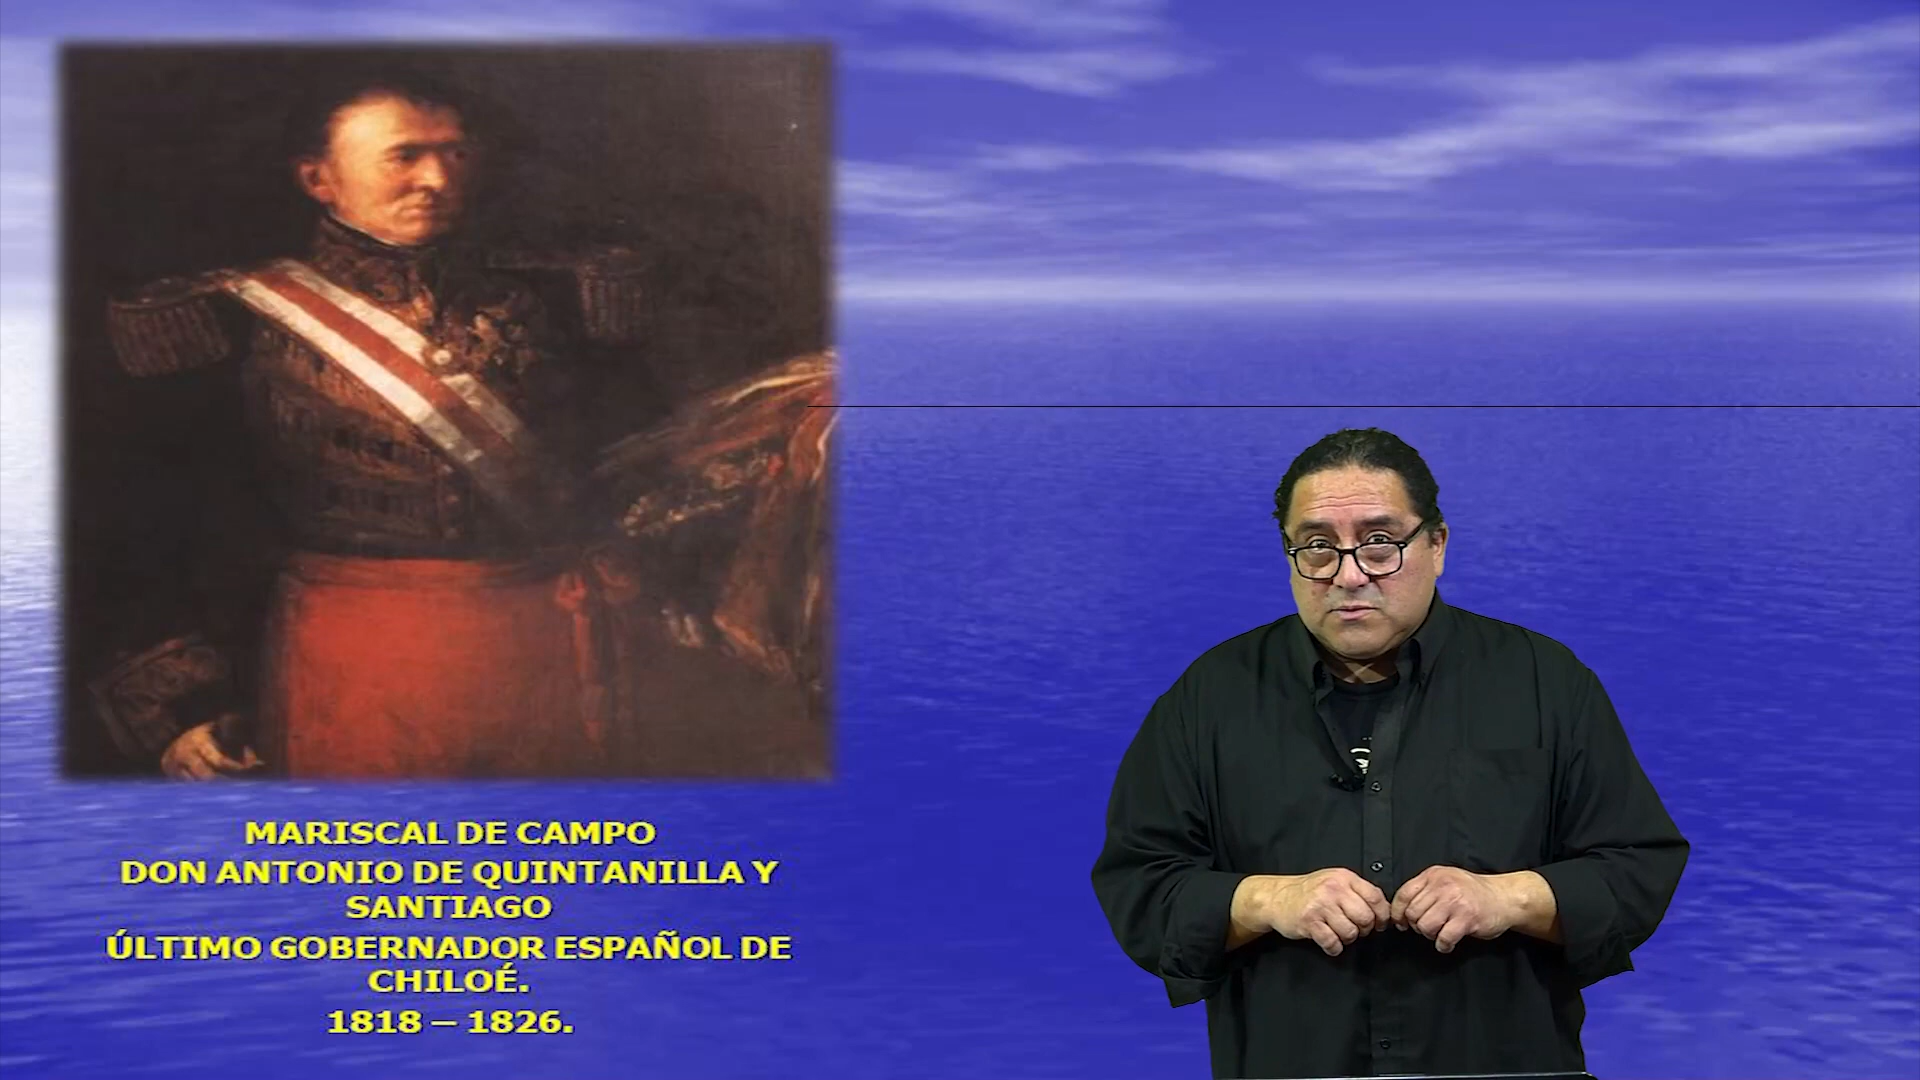 MARISCAL DE CAMPO
DON ANTONIO DE QUINTANILLA Y
SANTIAGO
ÚLTIMO GOBERNADOR ESPAÑOL DE
CHILOÉ.
1818 – 1826.